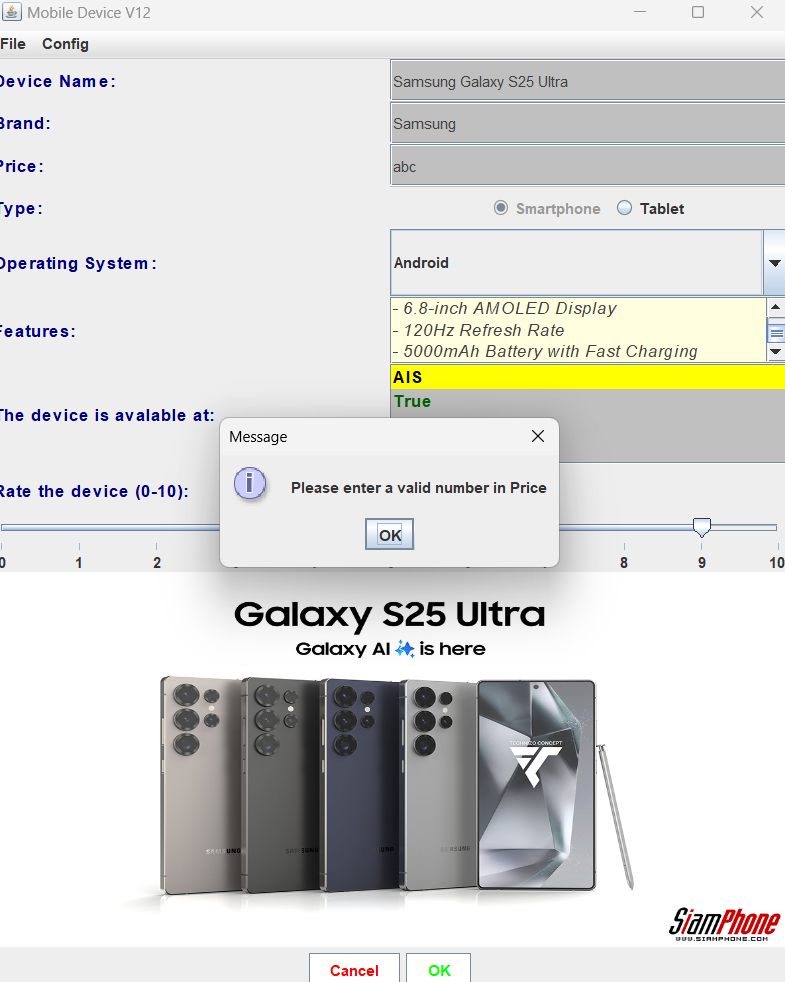 Mobile Device V12
File Config
Device Name: Samsung Galaxy S25 Ultra
Brand: Samsung
Price: abc
Type: Smartphone Tablet
Operating System: Android
Features:
- 6.8-inch AMOLED Display
- 120Hz Refresh Rate
- 5000mAh Battery with Fast Charging
The device is avalable at:
AIS
True
Message
Please enter a valid number in Price
OK
Rate the device (0-10):
0 1 2 8 9 10
Galaxy S25 Ultra
Galaxy AI is here
TECHNIZO CONCEPT
SAMSUNG
SAMSUNG
SAMSUNG
SAMSUNG
SiamPhone
WWW.SIAMPHONE.COM
Cancel OK